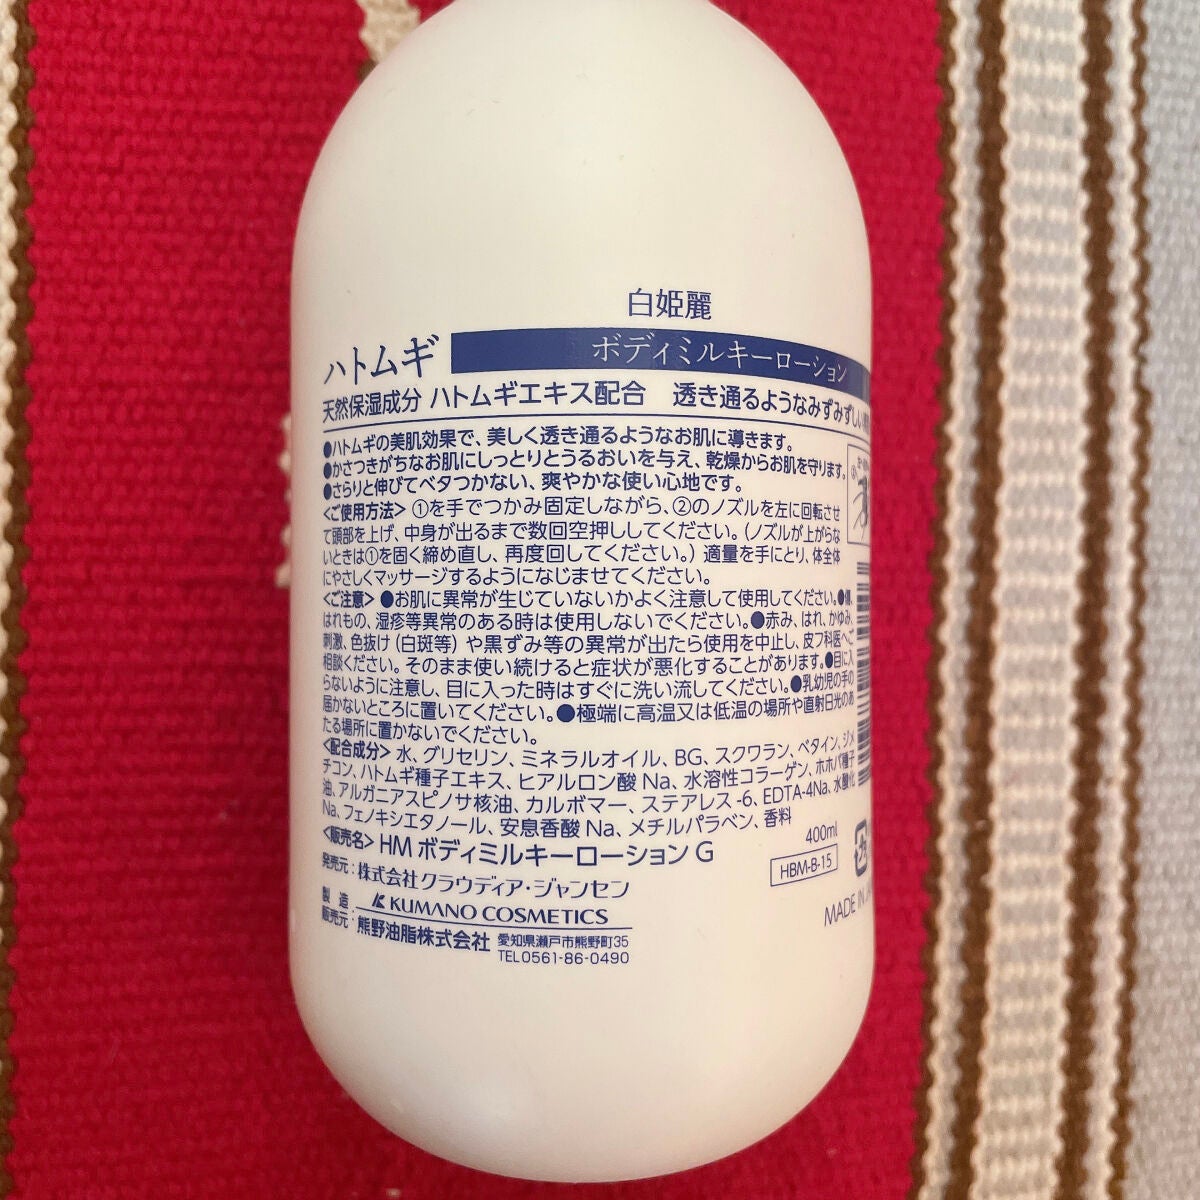 白姫麗
ハトムギ ボディミルキーローション
天然保湿成分 ハトムギエキス配合 透き通るようなみずみずしい
●ハトムギの美肌効果で、美しく透き通るようなお肌に導きます。
●かさつきがちなお肌にしっとりとうるおいを与え、乾燥からお肌を守ります。
●さらりと伸びてベタつかない、爽やかな使い心地です。
<ご使用方法> ①を手でつかみ固定しながら、②のノズルを左に回転させ
て頭部を上げ、中身が出るまで数回空押ししてください。(ノズルが上がらな
いときは①を固く締め直し、再度回してください。) 適量を手にとり、体全体
にやさしくマッサージするようになじませてください。
<ご注意> ●お肌に異常が生じていないかよく注意して使用してください。●傷、
はれもの、湿疹等異常のある時は使用しないでください。●赤み、はれ、かゆみ、
刺激、色抜け(白斑等)や黒ずみ等の異常が出たら使用を中止し、皮フ科医へご
相談ください。そのまま使い続けると症状が悪化することがあります。●目に入
らないように注意し、目に入った時はすぐに洗い流してください。●乳幼児の手の
届かないところに置いてください。●極端に高温又は低温の場所や直射日光のあ
たる場所に置かないでください。
<配合成分> 水、グリセリン、ミネラルオイル、BG、スクワラン、ベタイン、ジメ
チコン、ハトムギ種子エキス、ヒアルロン酸Na、水溶性コラーゲン、ホホバ種子
油、アルガニアスピノサ核油、カルボマー、ステアレス-6、EDTA-4Na、水酸化
Na、フェノキシエタノール、安息香酸Na、メチルパラベン、香料
<販売名> HM ボディミルキーローション G
400ml
HBM-B-15
発売元: 株式会社クラウディア・ジャンセン
MADE IN
製造
販売元: KUMANO COSMETICS
熊野油脂株式会社 愛知県瀬戸市熊野町35
TEL0561-86-0490